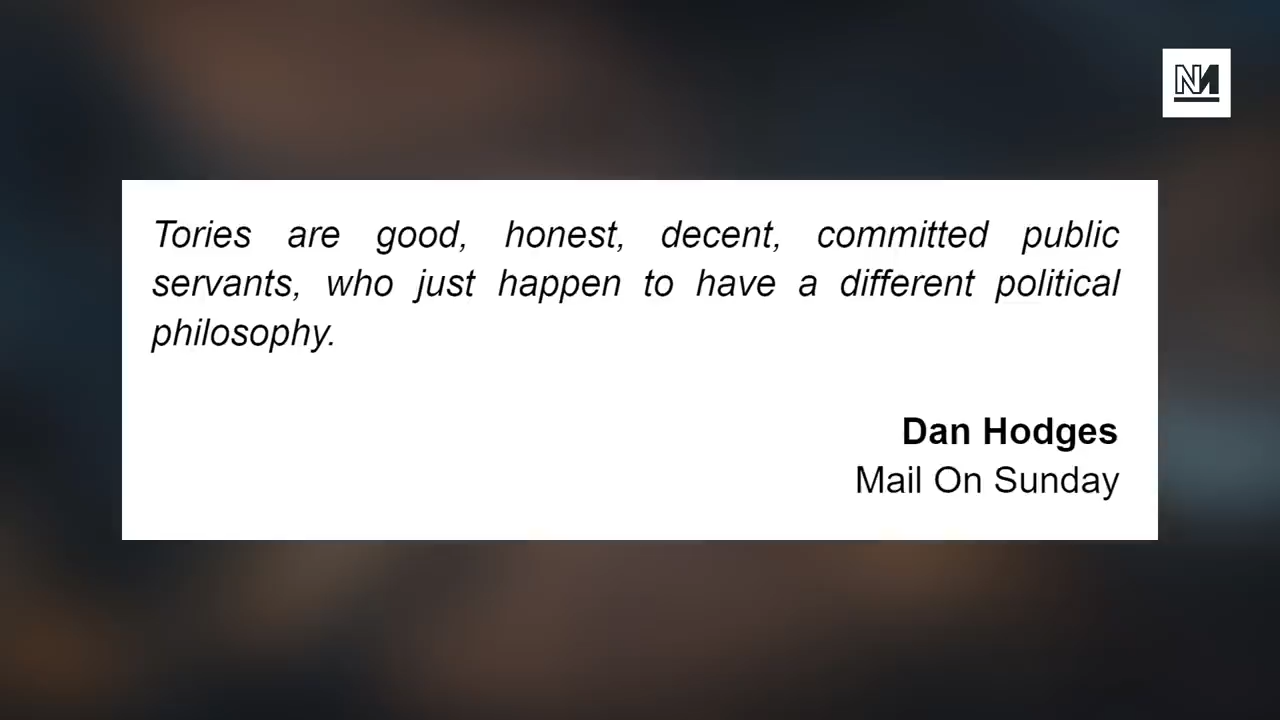 NM
Tories are good, honest, decent, committed public
servants, who just happen to have a different political
philosophy.
Dan Hodges
Mail On Sunday